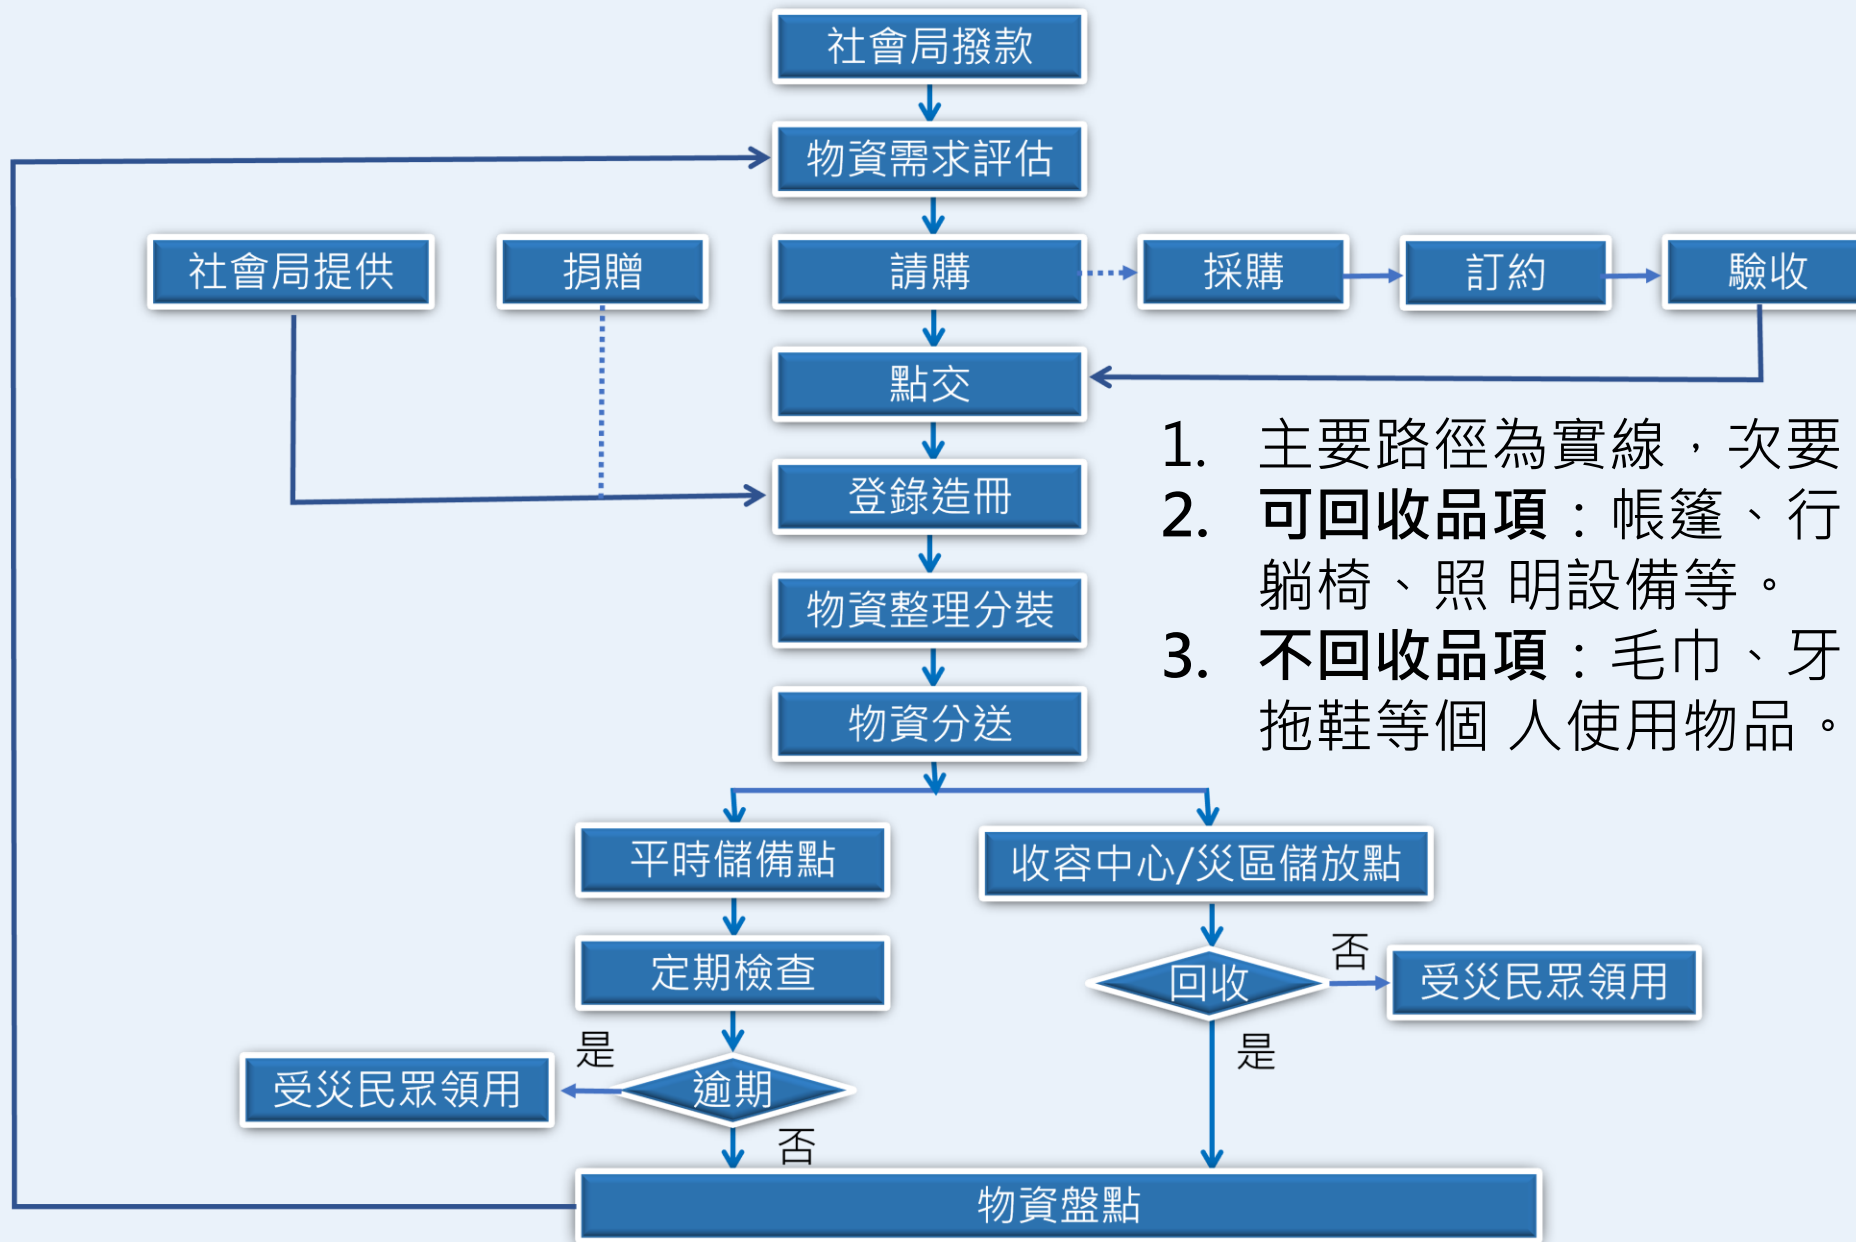 社會局撥款
物資需求評估
社會局提供
捐贈
請購
採購
訂約
驗收
點交
登錄造冊
物資整理分裝
物資分送
1. 主要路徑為實線，次要
2. 可回收品項：帳篷、行
躺椅、照 明設備等。
3. 不回收品項：毛巾、牙
拖鞋等個 人使用物品。
平時儲備點
收容中心/災區儲放點
定期檢查
回收
否
受災民眾領用
是
是
受災民眾領用
逾期
否
物資盤點